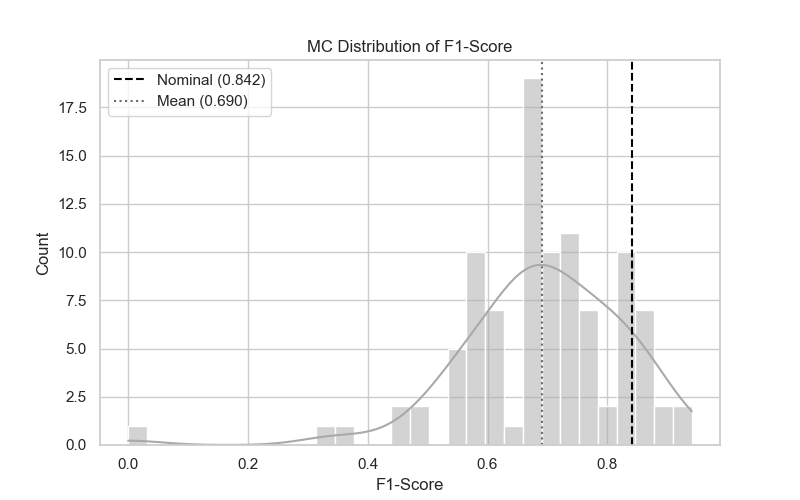 MC Distribution of F1-Score
Nominal (0.842)
Mean (0.690)
17.5
15.0
12.5
10.0
7.5
5.0
2.5
0.0
Count
0.0 0.2 0.4 0.6 0.8
F1-Score